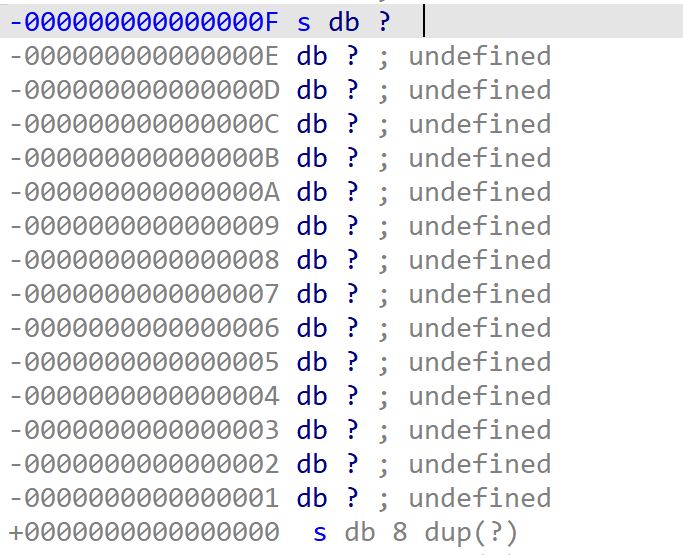 -000000000000000F s db ?
-000000000000000E db ? ; undefined
-000000000000000D db ? ; undefined
-000000000000000C db ? ; undefined
-000000000000000B db ? ; undefined
-000000000000000A db ? ; undefined
-0000000000000009 db ? ; undefined
-0000000000000008 db ? ; undefined
-0000000000000007 db ? ; undefined
-0000000000000006 db ? ; undefined
-0000000000000005 db ? ; undefined
-0000000000000004 db ? ; undefined
-0000000000000003 db ? ; undefined
-0000000000000002 db ? ; undefined
-0000000000000001 db ? ; undefined
+0000000000000000  s db 8 dup(?)